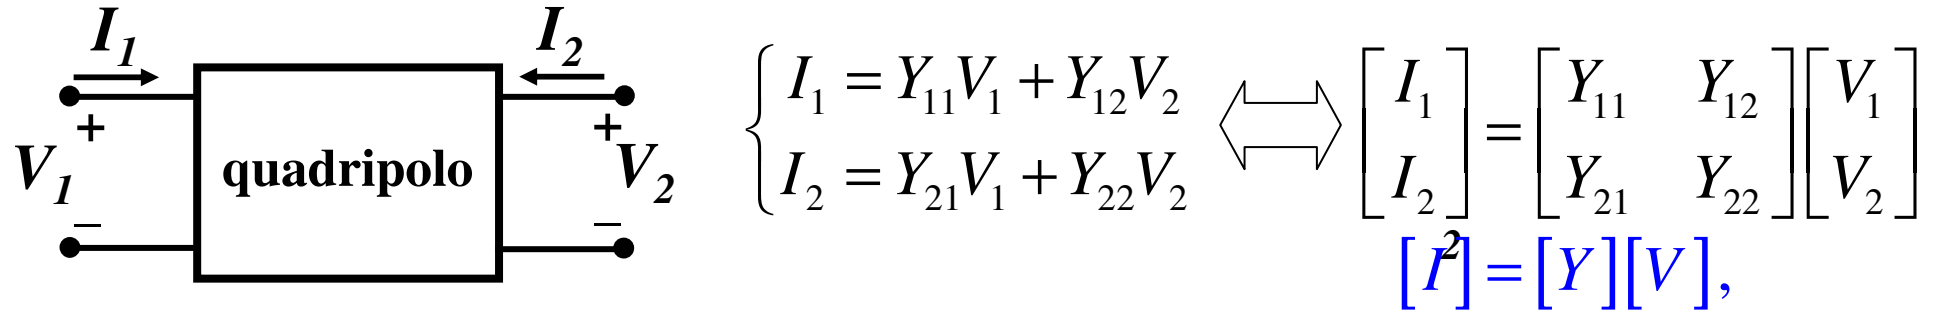 I1 I2
V1 + − quadripolo + − V2
{ I1 = Y11V1 + Y12V2
I2 = Y21V1 + Y22V2
⇔ [I1 I2] = [Y11 Y12 Y21 Y22] [V1 V2]
2
[I] = [Y][V],